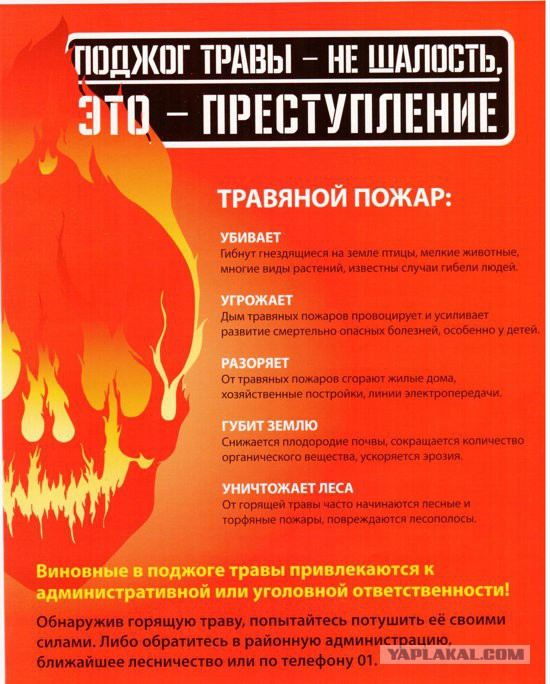 ПОДЖОГ ТРАВЫ – НЕ ШАЛОСТЬ,
ЭТО – ПРЕСТУПЛЕНИЕ
ТРАВЯНОЙ ПОЖАР:
УБИВАЕТ
Гибнут гнездящиеся на земле птицы, мелкие животные,
многие виды растений, известны случаи гибели людей.
УГРОЖАЕТ
Дым травяных пожаров провоцирует и усиливает
развитие смертельно опасных болезней, особенно у детей.
РАЗОРЯЕТ
От травяных пожаров сгорают жилые дома,
хозяйственные постройки, линии электропередачи.
ГУБИТ ЗЕМЛЮ
Снижается плодородие почвы, сокращается количество
органического вещества, ускоряется эрозия.
УНИЧТОЖАЕТ ЛЕСА
От горящей травы часто начинаются лесные и
торфяные пожары, повреждаются лесополосы.
Виновные в поджоге травы привлекаются к
административной или уголовной ответственности!
Обнаружив горящую траву, попытайтесь потушить её своими
силами. Либо обратитесь в районную администрацию,
ближайшее лесничество или по телефону 01.
YAPLAKAL.COM